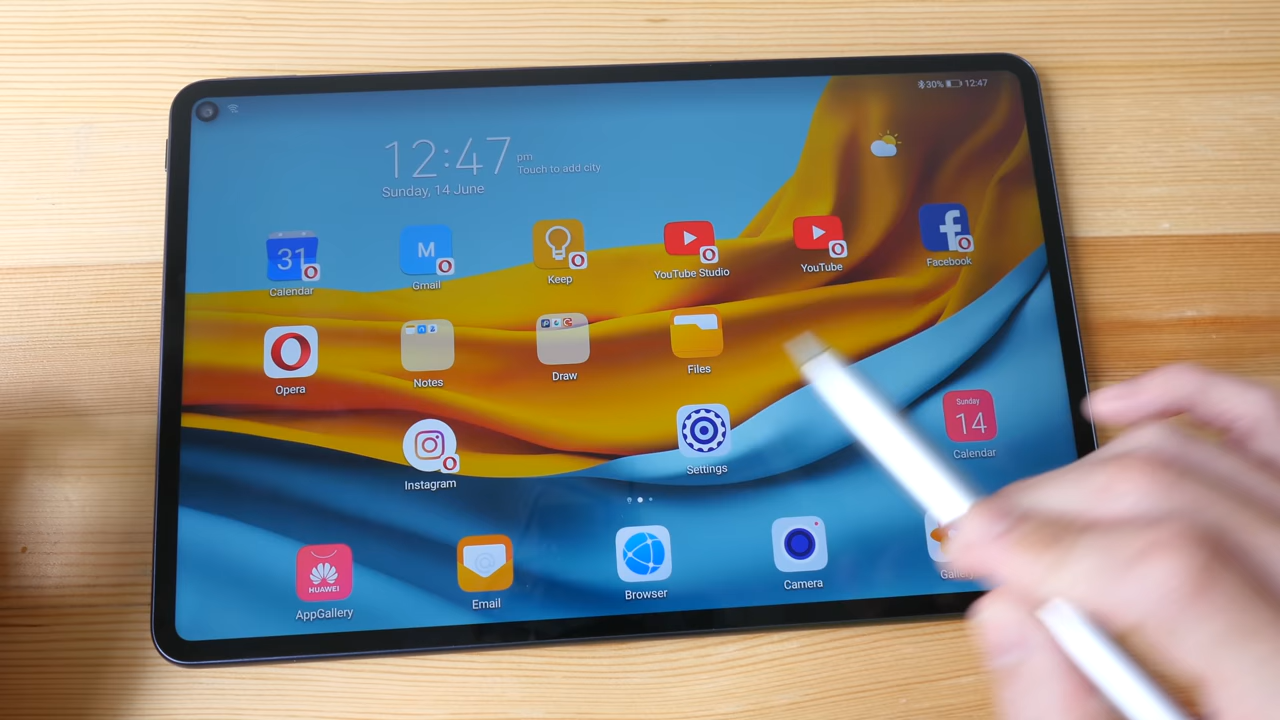 30% 12:47
12:47 pm
Touch to add city
Sunday, 14 June
31
M
Calendar
Gmail
Keep
YouTube Studio
YouTube
Facebook
Opera
Notes
Draw
Files
Sunday
14
Instagram
Settings
Calendar
HUAWEI
AppGallery
Email
Browser
Camera